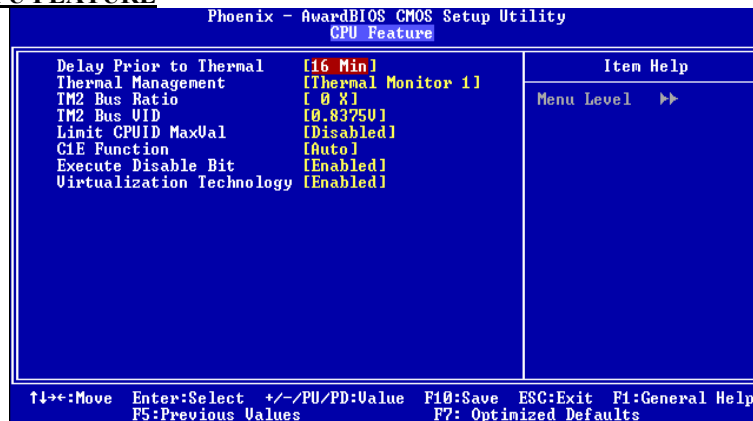 CPU FEATURE
Phoenix - AwardBIOS CMOS Setup Utility
CPU Feature
Delay Prior to Thermal [16 Min]
Thermal Management [Thermal Monitor 1]
TM2 Bus Ratio [ 0 X]
TM2 Bus VID [0.8375V]
Limit CPUID MaxVal [Disabled]
C1E Function [Auto]
Execute Disable Bit [Enabled]
Virtualization Technology [Enabled]
Item Help
Menu Level ▸▸
↑↓→←:Move Enter:Select +/-/PU/PD:Value F10:Save ESC:Exit F1:General Help
F5:Previous Values F7: Optimized Defaults